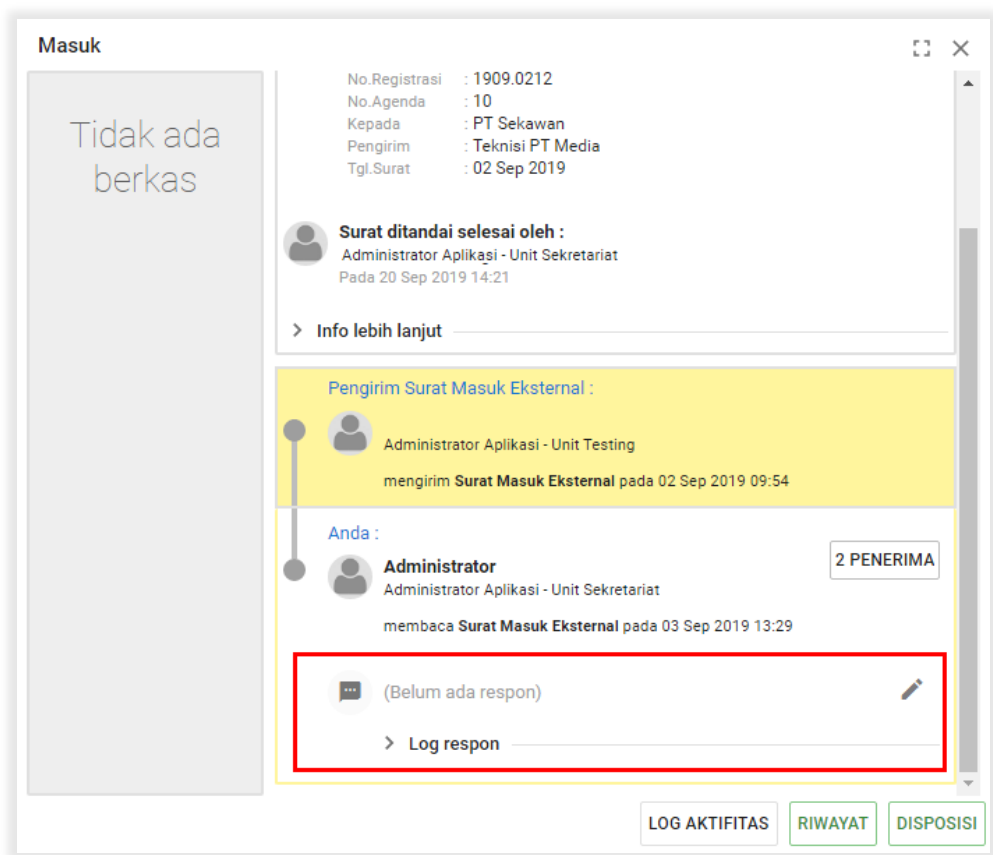 Masuk
Tidak ada
berkas
No.Registrasi : 1909.0212
No.Agenda : 10
Kepada : PT Sekawan
Pengirim : Teknisi PT Media
Tgl.Surat : 02 Sep 2019
Surat ditandai selesai oleh :
Administrator Aplikasi - Unit Sekretariat
Pada 20 Sep 2019 14:21
Info lebih lanjut
Pengirim Surat Masuk Eksternal :
Administrator Aplikasi - Unit Testing
mengirim Surat Masuk Eksternal pada 02 Sep 2019 09:54
Anda :
2 PENERIMA
Administrator
Administrator Aplikasi - Unit Sekretariat
membaca Surat Masuk Eksternal pada 03 Sep 2019 13:29
(Belum ada respon)
Log respon
LOG AKTIFITAS RIWAYAT DISPOSISI